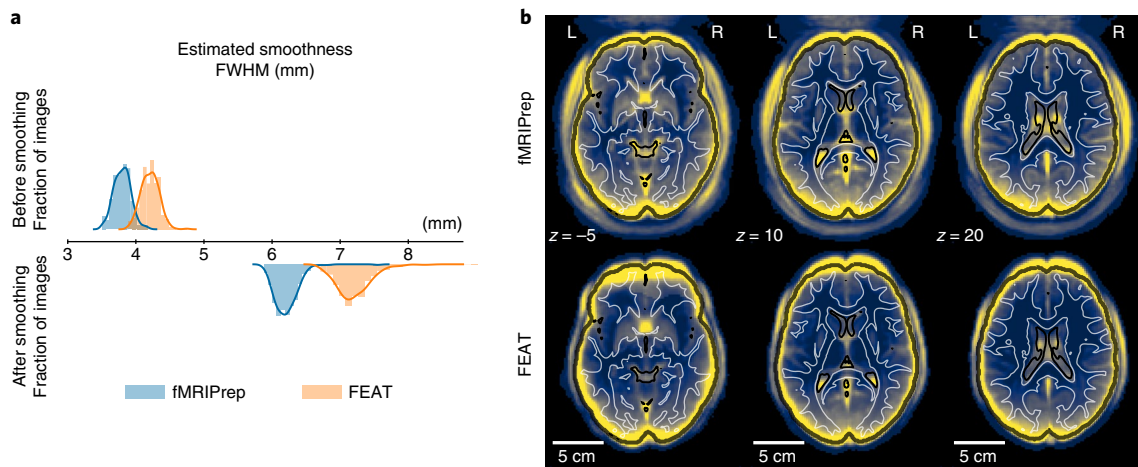 a
Estimated smoothness
FWHM (mm)
Before smoothing
Fraction of images
(mm)
3 4 5 6 7 8
After smoothing
Fraction of images
fMRIPrep FEAT
b
L R L R L R
fMRIPrep
z = –5 z = 10 z = 20
FEAT
5 cm 5 cm 5 cm